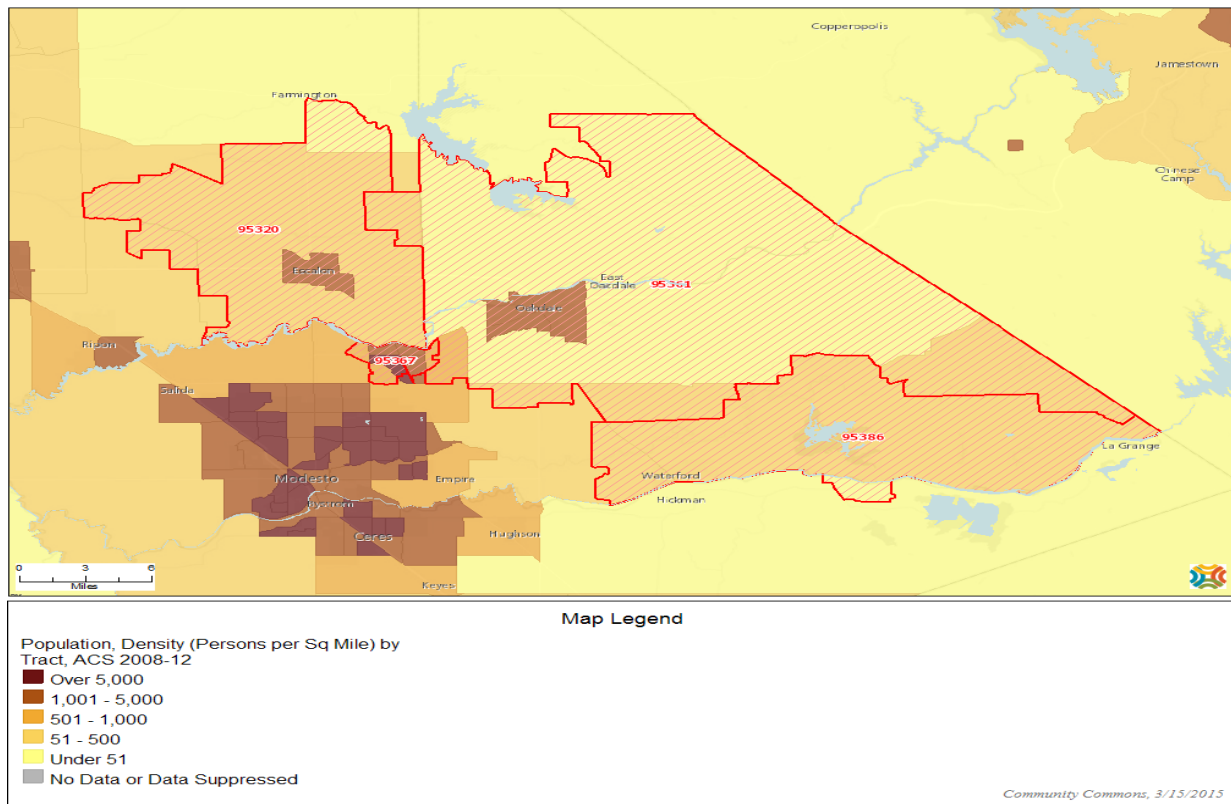 Copperopolis
Jamestown
Farmington
Chinese
Camp
95320
Escalon
East
Oakdale
95361
Oakdale
Ripon
95367
Salida
95386
La Grange
Waterford
Modesto
Empire
Hickman
Bystrom
Ceres
Hughson
Keyes
0 3 6
Miles
Map Legend
Population, Density (Persons per Sq Mile) by
Tract, ACS 2008-12
Over 5,000
1,001 - 5,000
501 - 1,000
51 - 500
Under 51
No Data or Data Suppressed
Community Commons, 3/15/2015